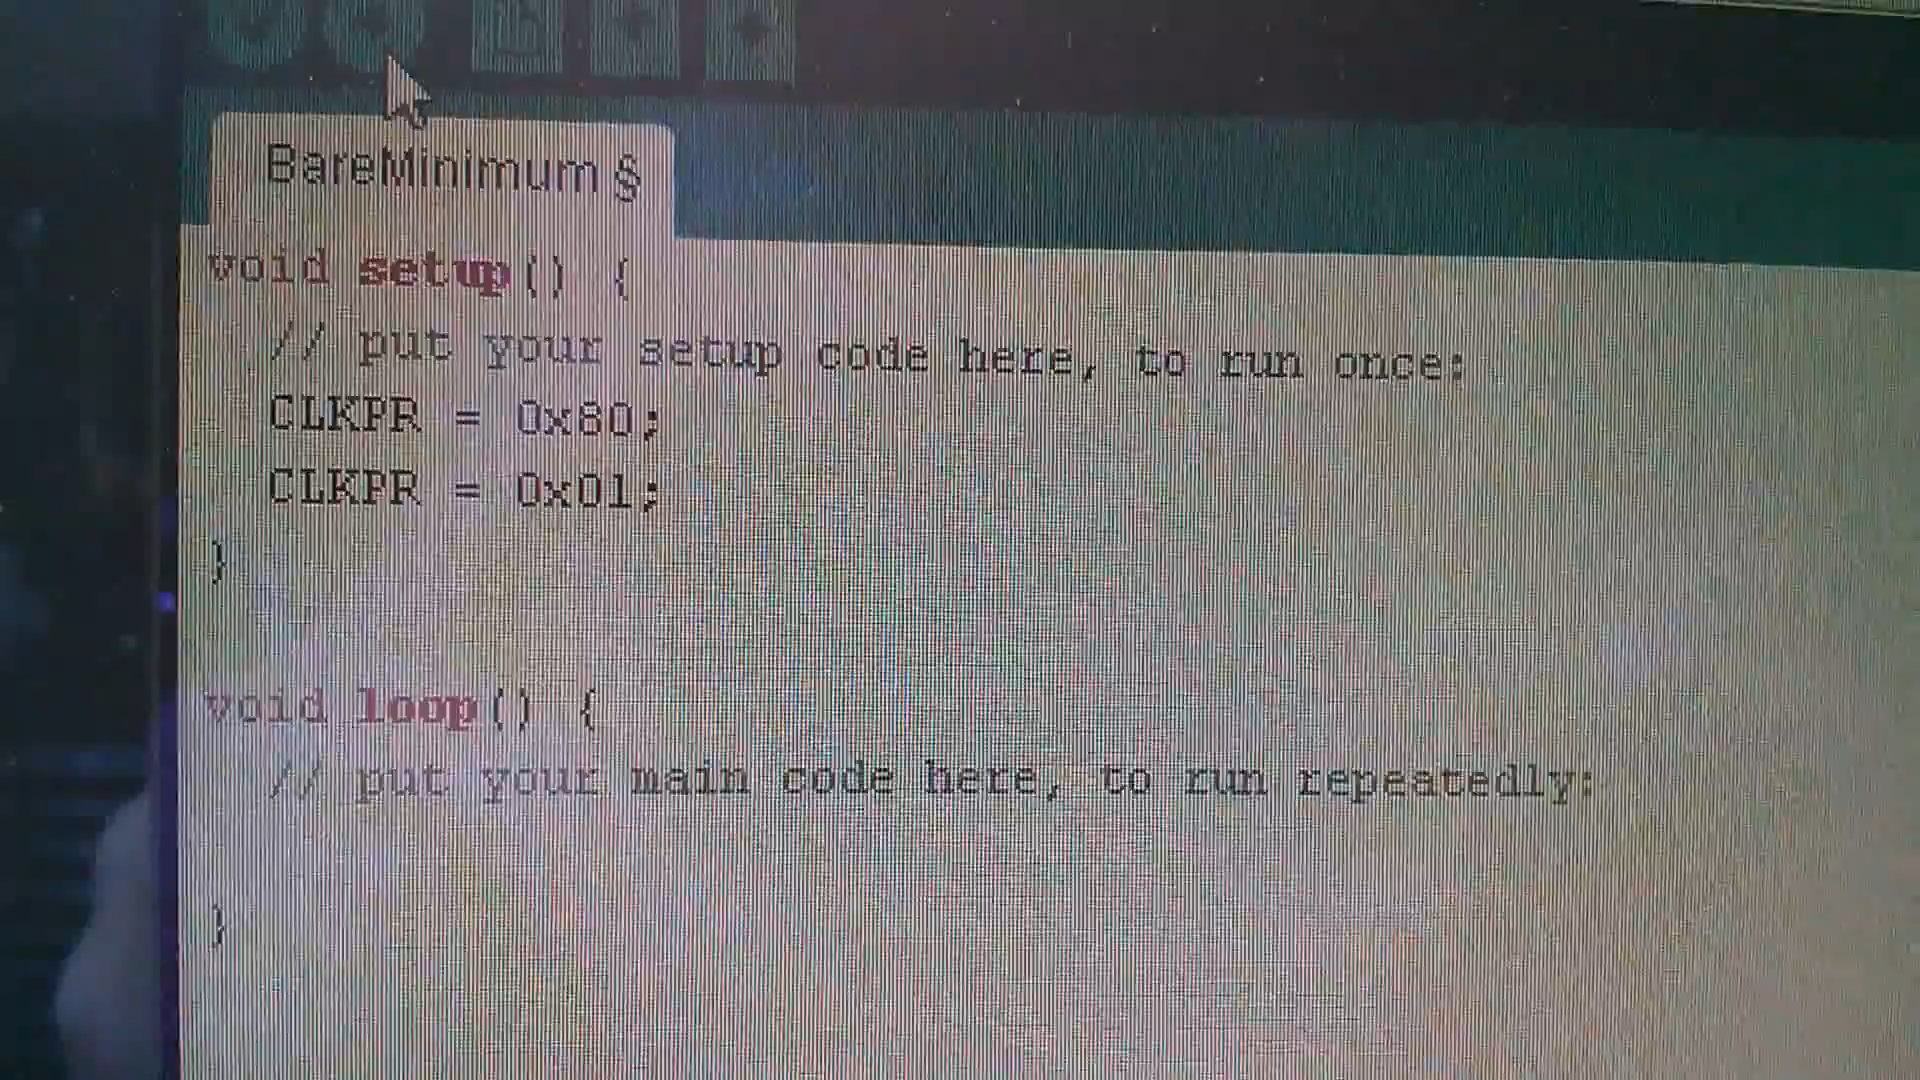 BareMinimum §
void setup() {
// put your setup code here, to run once:
CLKPR = 0x80;
CLKPR = 0x01;
}
void loop() {
// put your main code here, to run repeatedly:
}